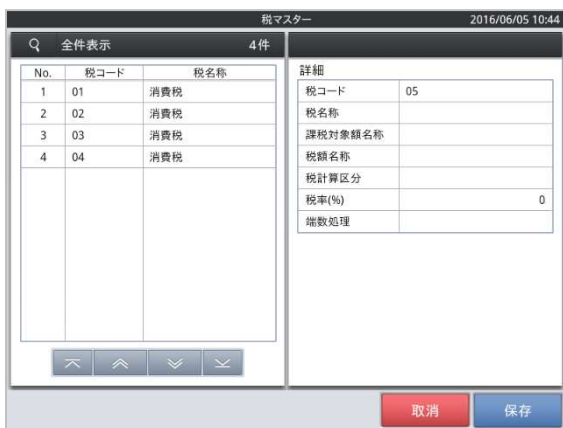 税マスター 2016/06/05 10:44
全件表示 4件
No. 税コード 税名称
1 01 消費税
2 02 消費税
3 03 消費税
4 04 消費税
詳細
税コード 05
税名称
課税対象額名称
税額名称
税計算区分
税率(%) 0
端数処理
取消 保存